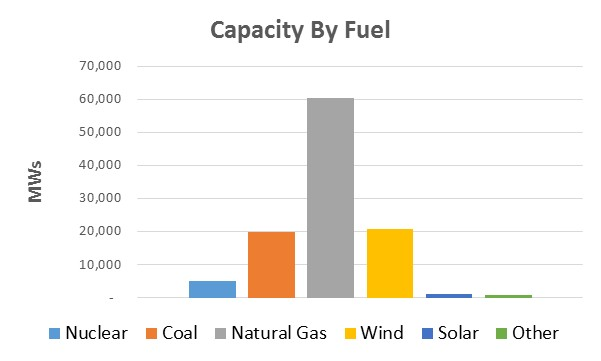 Capacity By Fuel
70,000
60,000
50,000
40,000
30,000
20,000
10,000
-
MWs
Nuclear Coal Natural Gas Wind Solar Other